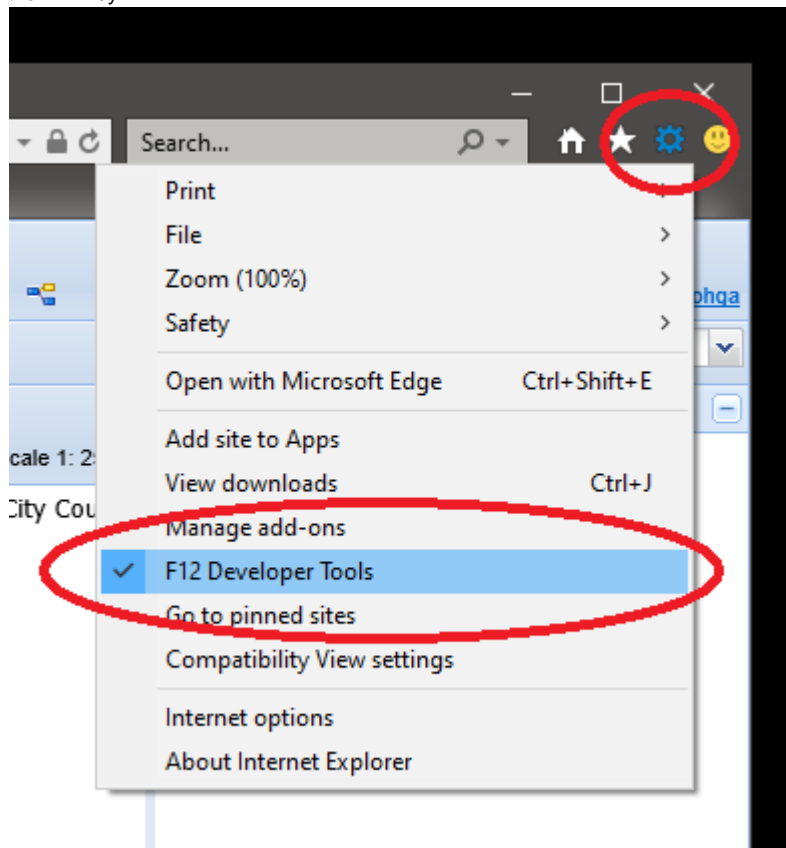 Search...
Print
File
Zoom (100%)
Safety
ohga
Open with Microsoft Edge Ctrl+Shift+E
Add site to Apps
cale 1: 2
View downloads Ctrl+J
City Cou
Manage add-ons
F12 Developer Tools
Go to pinned sites
Compatibility View settings
Internet options
About Internet Explorer